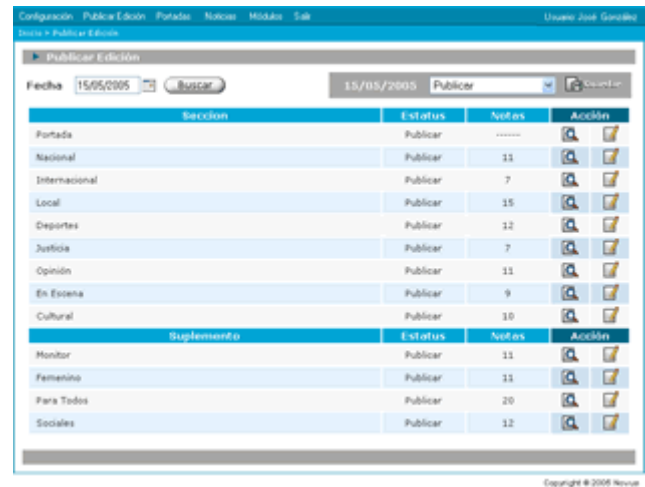 Configuración Publicar Edición Portadas Noticias Módulos Salir Usuario José González
Inicio > Publicar Edición
Publicar Edición
Fecha 15/05/2005 Buscar 15/05/2005 Publicar Guardar
Seccion Estatus Notas Acción
Portada Publicar ------
Nacional Publicar 11
Internacional Publicar 7
Local Publicar 15
Deportes Publicar 12
Justicia Publicar 7
Opinión Publicar 11
En Escena Publicar 9
Cultural Publicar 10
Suplemento Estatus Notas Acción
Monitor Publicar 11
Femenino Publicar 11
Para Todos Publicar 20
Sociales Publicar 12
Copyright © 2005 Novus